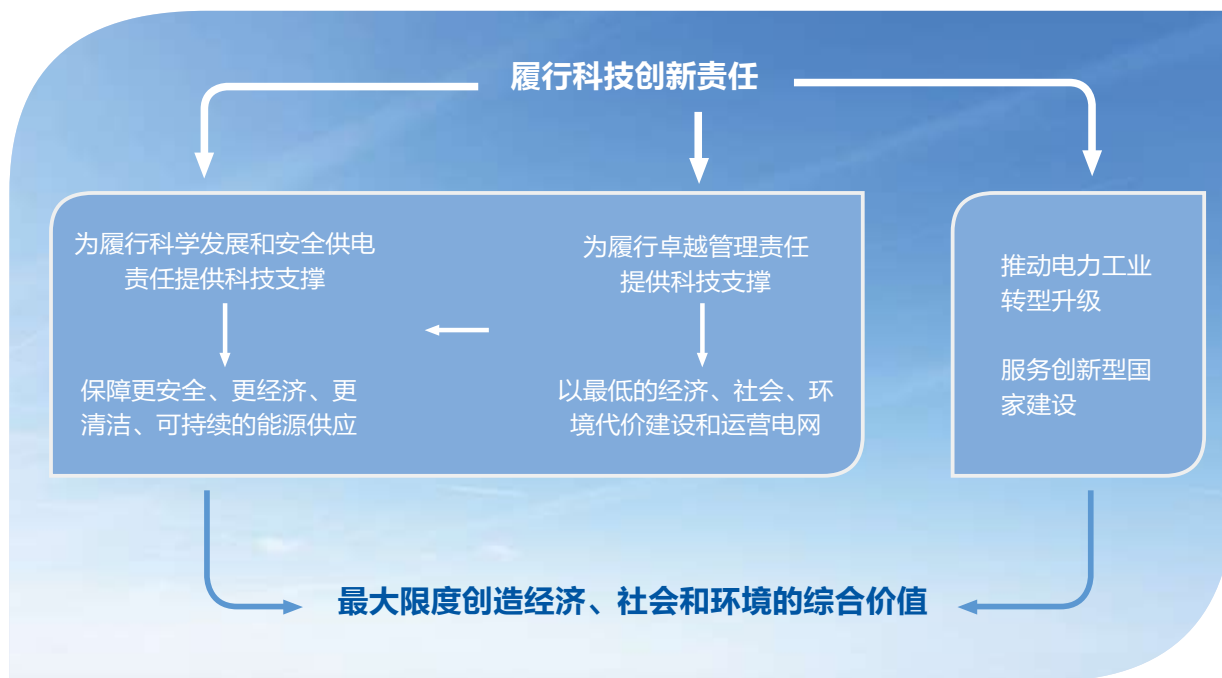 履行科技创新责任
为履行科学发展和安全供电
责任提供科技支撑
保障更安全、更经济、更
清洁、可持续的能源供应
为履行卓越管理责任
提供科技支撑
以最低的经济、社会、环
境代价建设和运营电网
推动电力工业
转型升级
服务创新型国
家建设
最大限度创造经济、社会和环境的综合价值